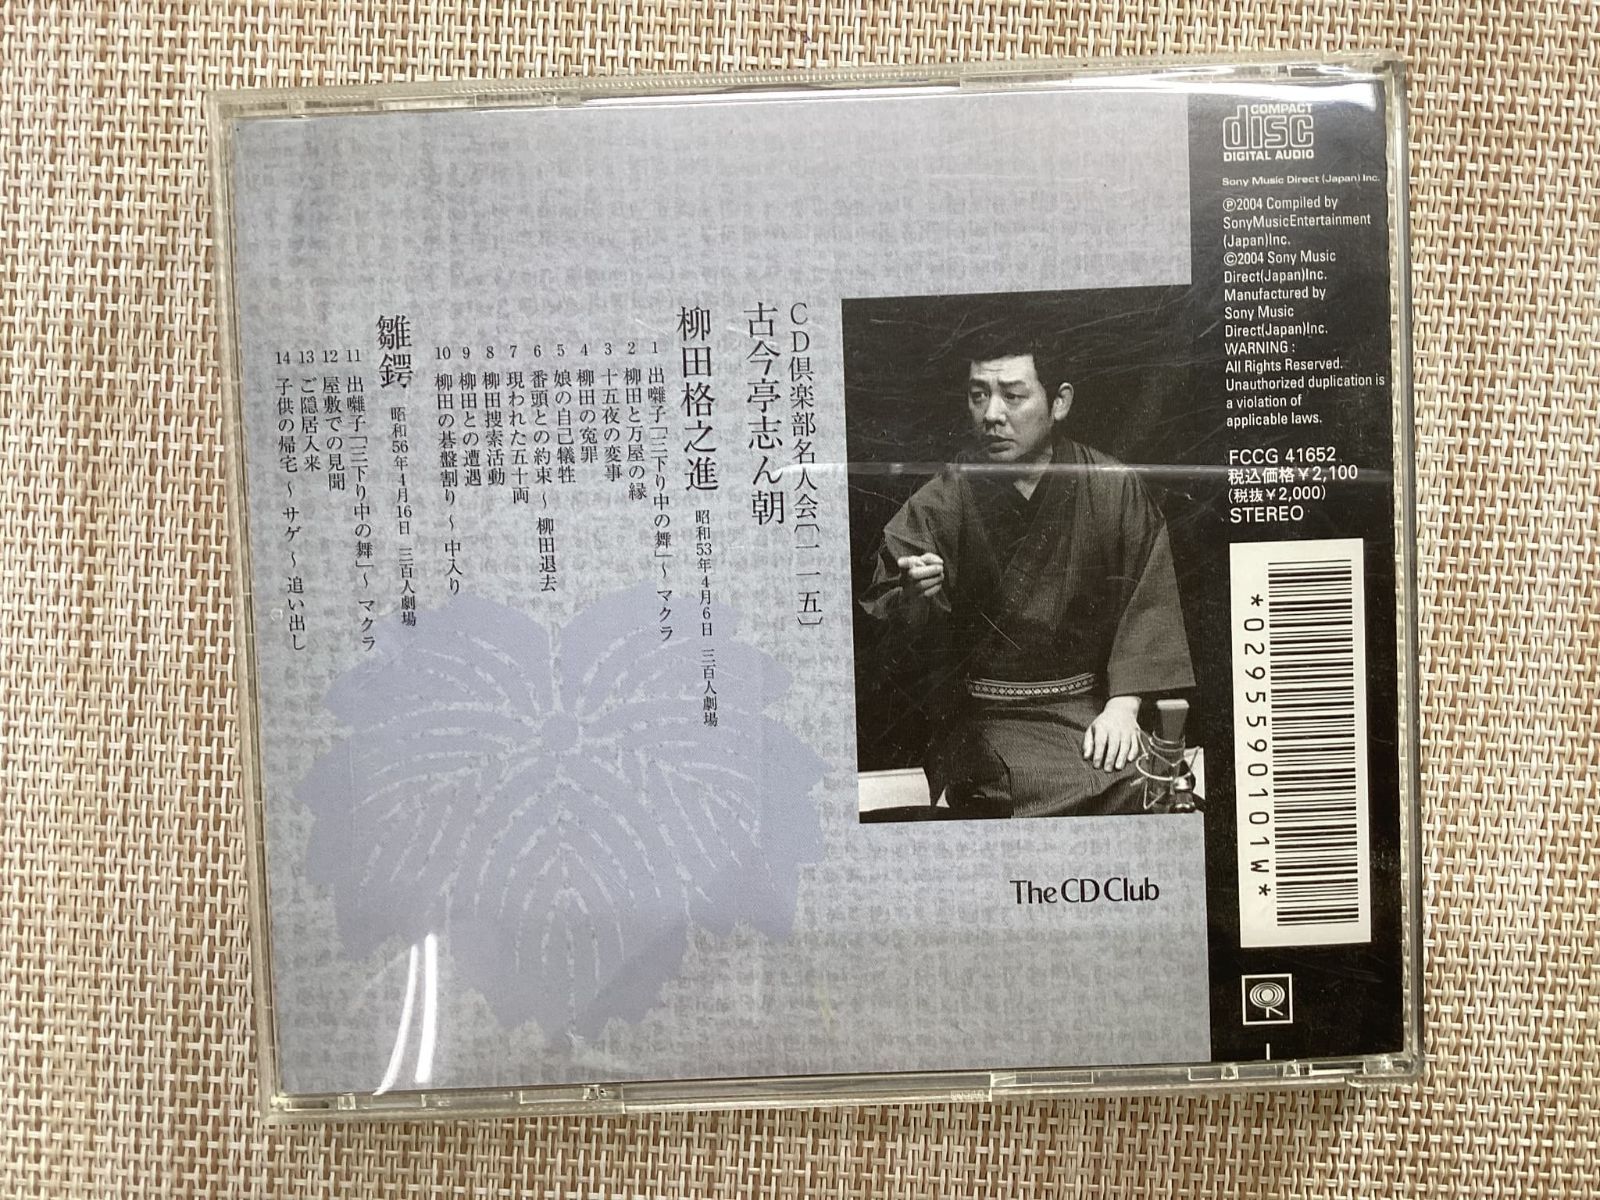 COMPACT
disc
DIGITAL AUDIO
Sony Music Direct (Japan) Inc.
Ⓟ2004 Compiled by
SonyMusicEntertainment
(Japan)Inc.
©2004 Sony Music
Direct(Japan)Inc.
Manufactured by
Sony Music
Direct(Japan)Inc.
WARNING :
All Rights Reserved.
Unauthorized duplication is
a violation of
applicable laws.
FCCG 41652
税込価格￥2,100
(税抜￥2,000)
STEREO
*0295590101W*
CD倶楽部名人会〔一一五〕
古今亭志ん朝
柳田格之進 昭和53年4月6日 三百人劇場
1 出囃子「三下り中の舞」～マクラ
2 柳田と万屋の縁
3 十五夜の変事
4 柳田の冤罪
5 娘の自己犠牲
6 番頭との約束～柳田退去
7 現われた五十両
8 柳田捜索活動
9 柳田との遭遇
10 柳田の碁盤割り～中入り
雛鍔 昭和56年4月16日 三百人劇場
11 出囃子「三下り中の舞」～マクラ
12 屋敷での見聞
13 ご隠居入来
14 子供の帰宅～サゲ～追い出し
The CD Club